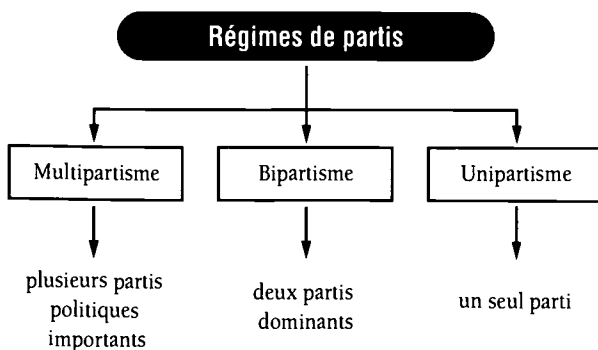 Régimes de partis
Multipartisme
Bipartisme
Unipartisme
plusieurs partis
politiques
importants
deux partis
dominants
un seul parti